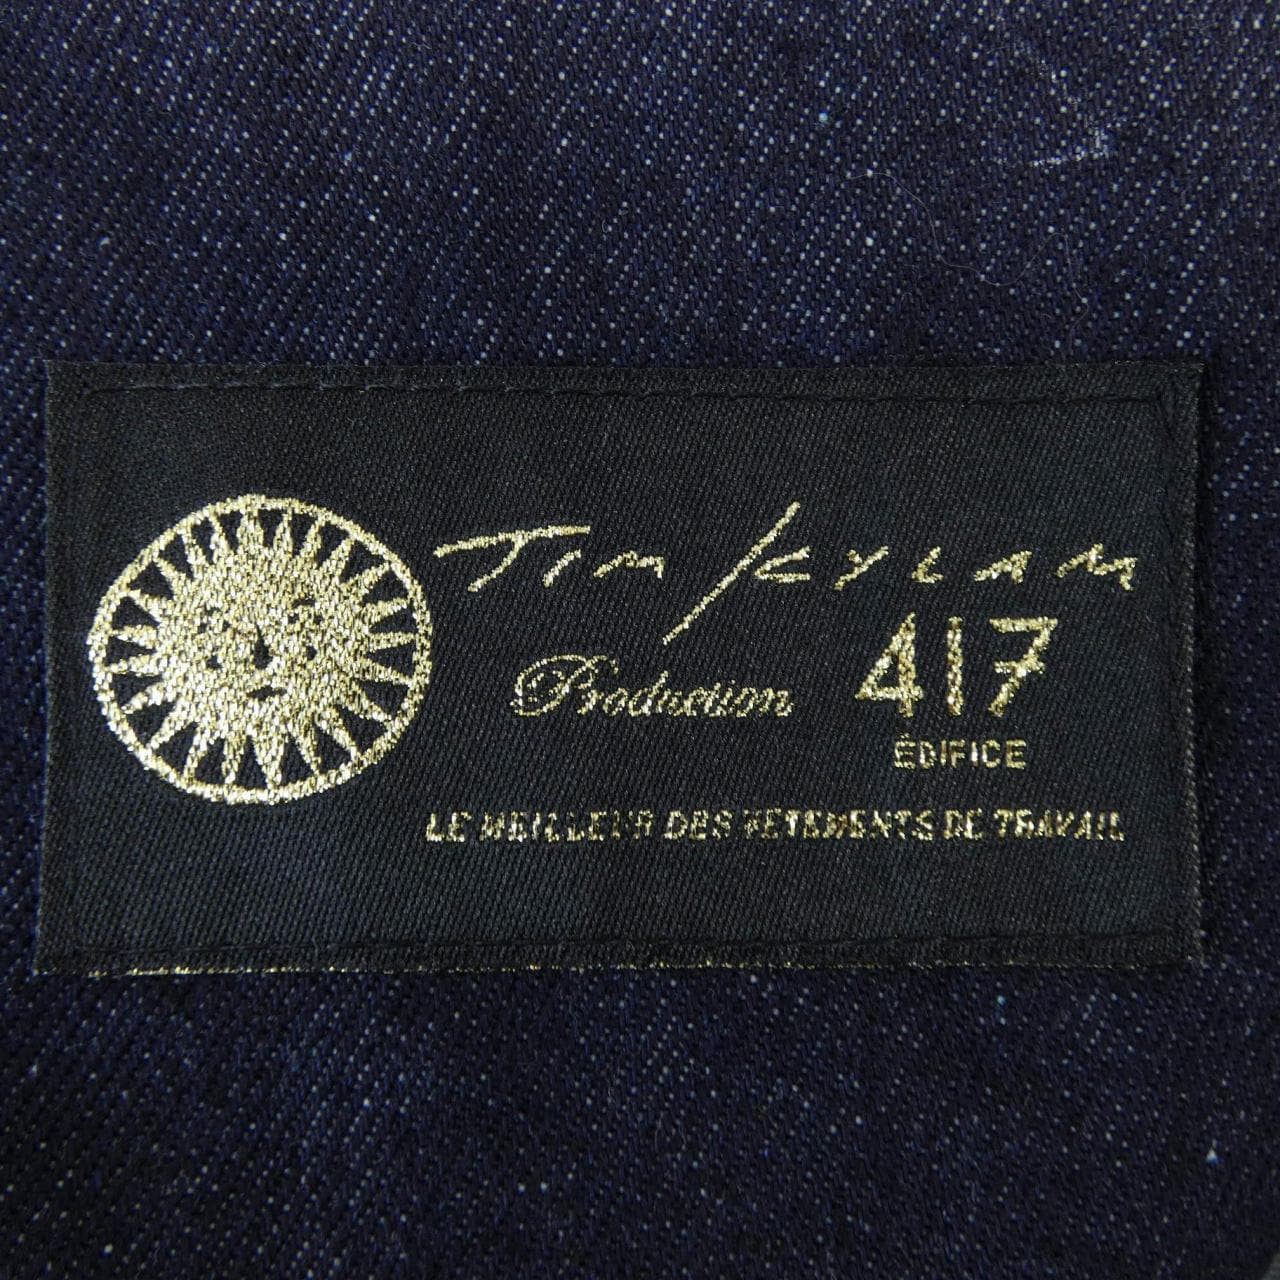 Tim Kylam
Production 417
ÉDIFICE
LE MEILLEUR DES VETEMENTS DE TRAVAIL